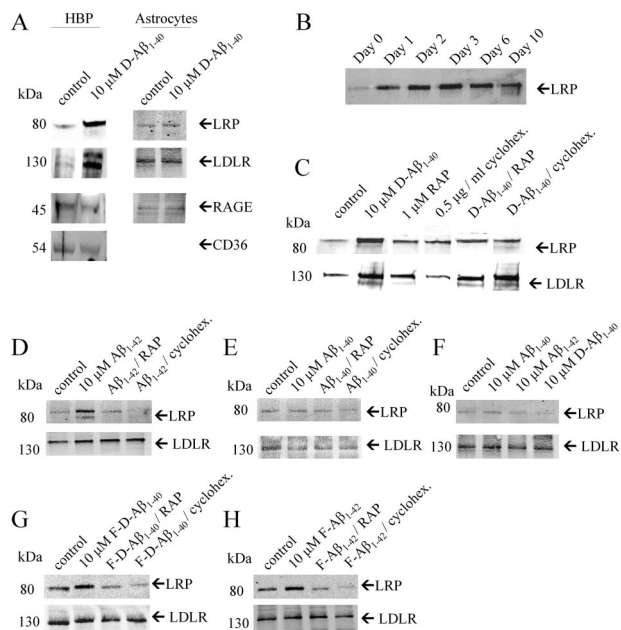 A
HBP
Astrocytes
control
10 μM D-Aβ1-40
control
10 μM D-Aβ1-40
kDa
80
←LRP
130
←LDLR
45
←RAGE
54
←CD36
B
Day 0
Day 1
Day 2
Day 3
Day 6
Day 10
←LRP
C
control
10 μM D-Aβ1-40
1 μM RAP
0.5 μg / ml cyclohex.
D-Aβ1-40 / RAP
D-Aβ1-40 / cyclohex.
kDa
80
←LRP
130
← LDLR
D
control
10 μM Aβ1-42
Aβ1-42 / RAP
Aβ1-42 / cyclohex.
kDa
80
←LRP
130
← LDLR
E
control
10 μM Aβ1-40
Aβ1-40 / RAP
Aβ1-40 / cyclohex.
kDa
80
←LRP
130
←LDLR
F
control
10 μM Aβ1-40
10 μM Aβ1-42
10 μM D-Aβ1-40
kDa
80
←LRP
130
← LDLR
G
control
10 μM F-D-Aβ1-40
F-D-Aβ1-40 / RAP
F-D-Aβ1-40 / cyclohex.
kDa
80
←LRP
130
←LDLR
H
control
10 μM F-Aβ1-42
F-Aβ1-42 / RAP
F-Aβ1-42 / cyclohex.
kDa
80
←LRP
130
←LDLR